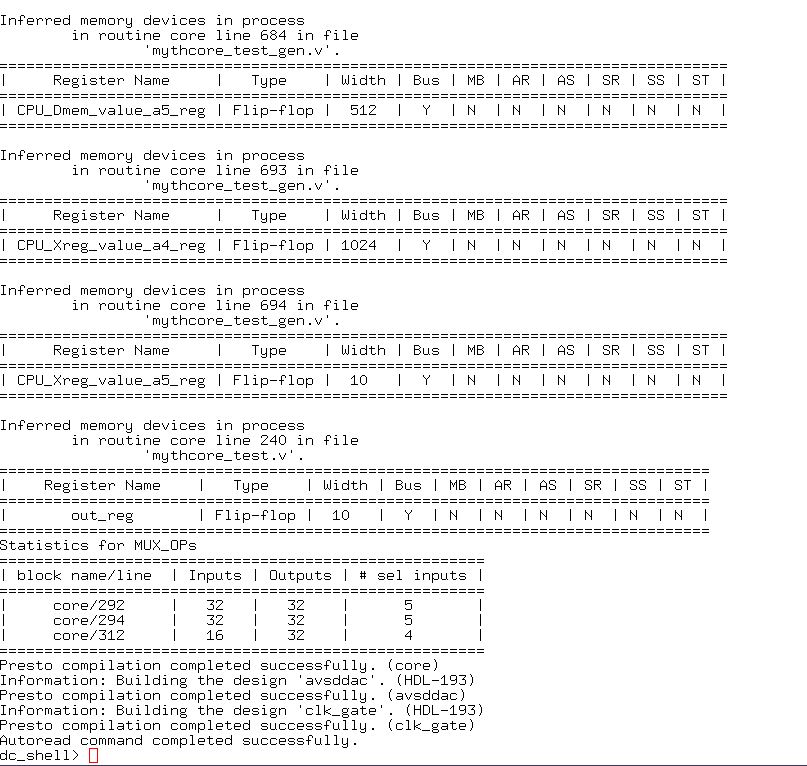 Inferred memory devices in process
        in routine core line 684 in file
                'mythcore_test_gen.v'.
===============================================================================
|     Register Name     |   Type    | Width | Bus | MB | AR | AS | SR | SS | ST |
===============================================================================
| CPU_Dmem_value_a5_reg | Flip-flop |  512  |  Y  | N  | N  | N  | N  | N  | N  |
===============================================================================
Inferred memory devices in process
        in routine core line 693 in file
                'mythcore_test_gen.v'.
===============================================================================
|     Register Name     |   Type    | Width | Bus | MB | AR | AS | SR | SS | ST |
===============================================================================
| CPU_Xreg_value_a4_reg | Flip-flop | 1024  |  Y  | N  | N  | N  | N  | N  | N  |
===============================================================================
Inferred memory devices in process
        in routine core line 694 in file
                'mythcore_test_gen.v'.
===============================================================================
|     Register Name     |   Type    | Width | Bus | MB | AR | AS | SR | SS | ST |
===============================================================================
| CPU_Xreg_value_a5_reg | Flip-flop |  10   |  Y  | N  | N  | N  | N  | N  | N  |
===============================================================================
Inferred memory devices in process
        in routine core line 240 in file
                'mythcore_test.v'.
===============================================================================
|    Register Name    |   Type    | Width | Bus | MB | AR | AS | SR | SS | ST |
===============================================================================
|       out_reg       | Flip-flop |  10   |  Y  | N  | N  | N  | N  | N  | N  |
===============================================================================
Statistics for MUX_OPs
======================================================
| block name/line  | Inputs | Outputs | # sel inputs |
======================================================
|     core/292     |   32   |   32    |      5       |
|     core/294     |   32   |   32    |      5       |
|     core/312     |   16   |   32    |      4       |
======================================================
Presto compilation completed successfully. (core)
Information: Building the design 'avsddac'. (HDL-193)
Presto compilation completed successfully. (avsddac)
Information: Building the design 'clk_gate'. (HDL-193)
Presto compilation completed successfully. (clk_gate)
Autoread command completed successfully.
dc_shell>